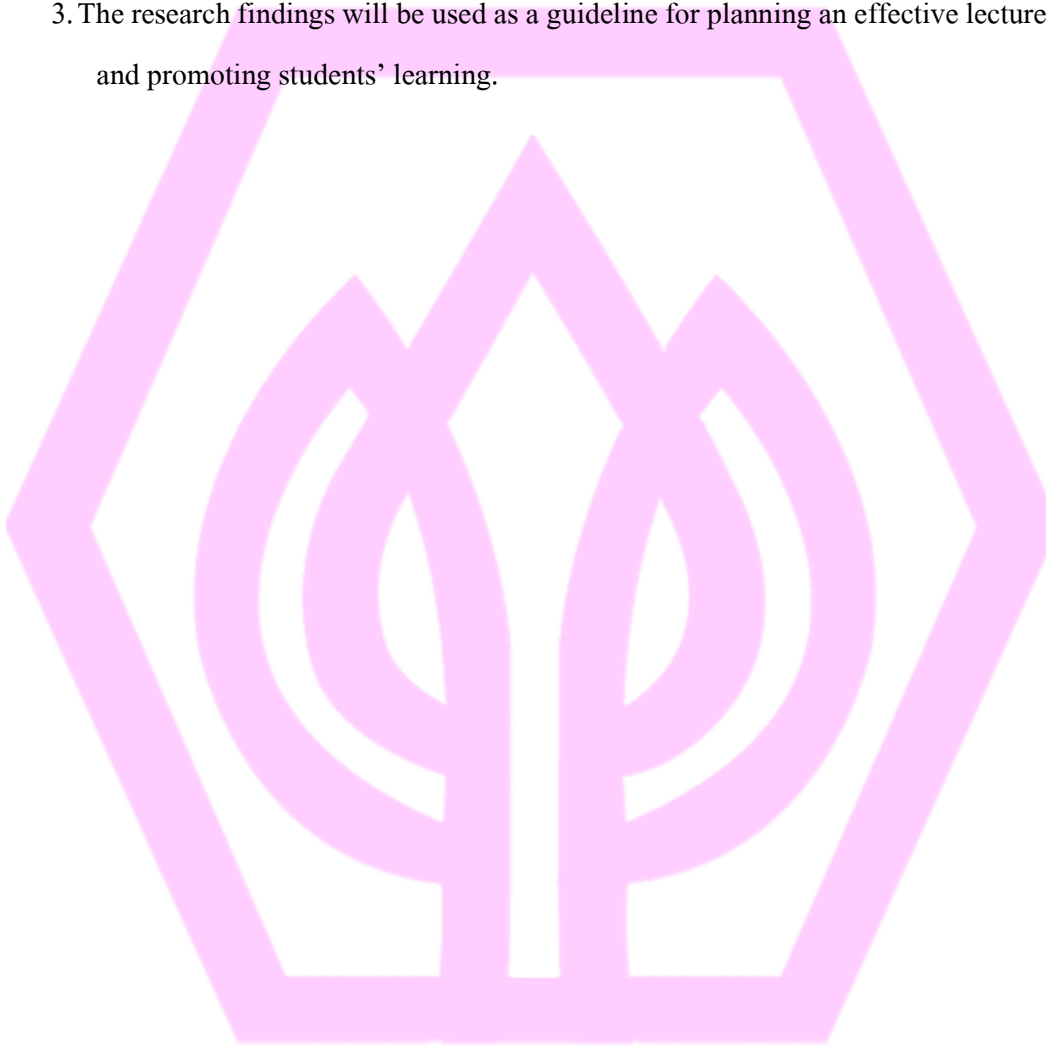 3. The research findings will be used as a guideline for planning an effective lecture
and promoting students’ learning.